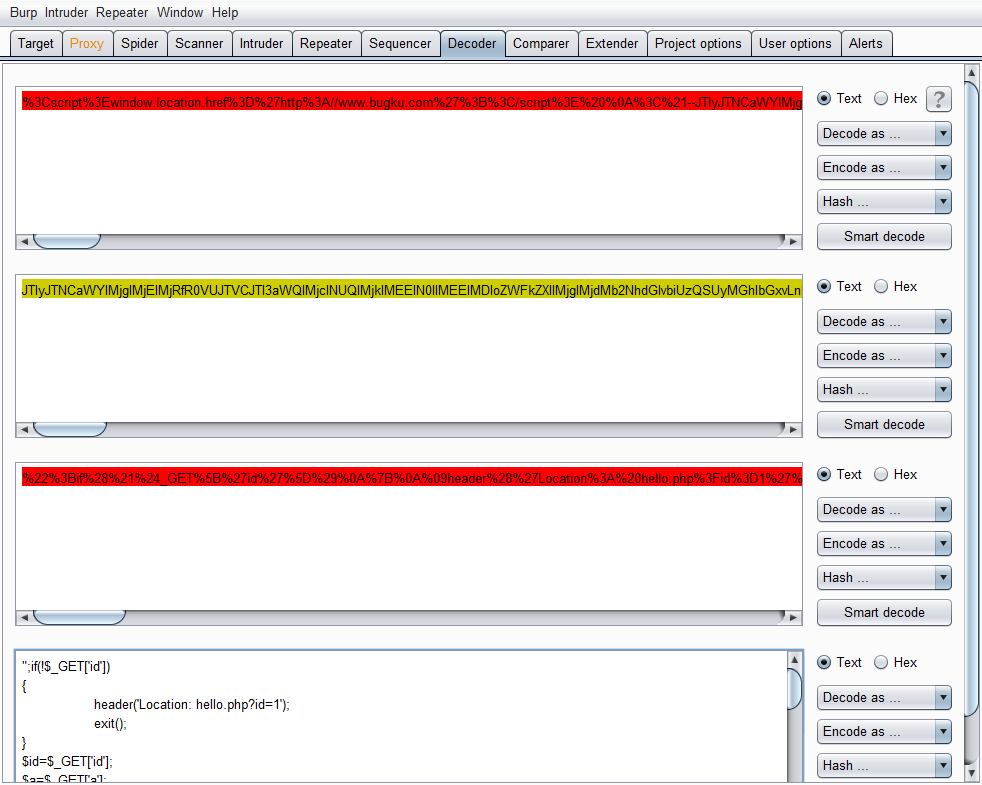 Burp Intruder Repeater Window Help
Target Proxy Spider Scanner Intruder Repeater Sequencer Decoder Comparer Extender Project options User options Alerts
%3Cscript%3Ewindow.location.href%3D%27http%3A//www.bugku.com%27%3B%3C/script%3E%20%0A%3C%21--JTIyJTNCaWYlMjg
Text Hex ?
Decode as ...
Encode as ...
Hash ...
Smart decode
JTIyJTNCaWYlMjglMjElMjRfR0VUJTVCJTI3aWQlMjclNUQlMjklMEElN0IlMEElMDloZWFkZXIlMjglMjdMb2NhdGlvbiUzQSUyMGhlbGxvLn
Text Hex
Decode as ...
Encode as ...
Hash ...
Smart decode
%22%3Bif%28%21%24_GET%5B%27id%27%5D%29%0A%7B%0A%09header%28%27Location%3A%20hello.php%3Fid%3D1%27%
Text Hex
Decode as ...
Encode as ...
Hash ...
Smart decode
";if(!$_GET['id'])
{
header('Location: hello.php?id=1');
exit();
}
$id=$_GET['id'];
$a=$_GET['a'];
Text Hex
Decode as ...
Encode as ...
Hash ...